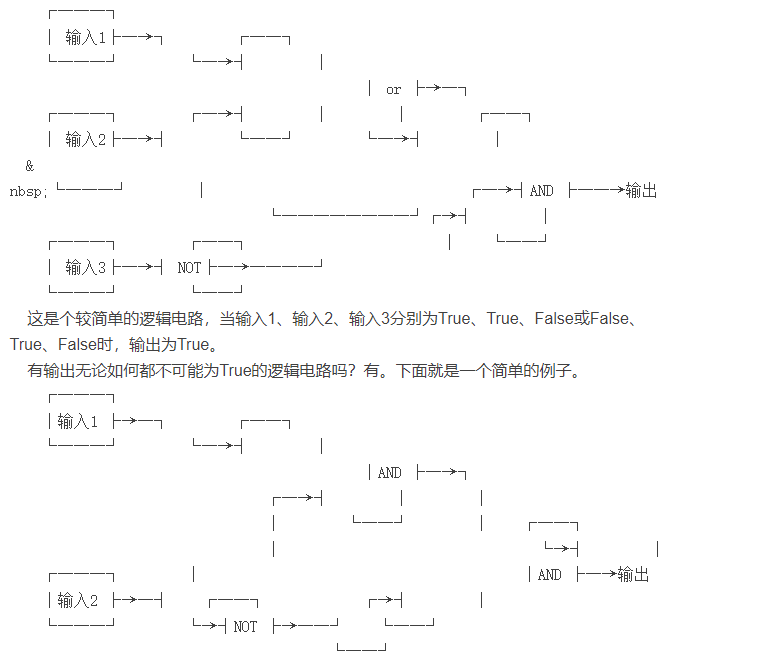 输入1
or
输入2
&
nbsp;
AND 输出
输入3 NOT
这是个较简单的逻辑电路，当输入1、输入2、输入3分别为True、True、False或False、
True、False时，输出为True。
有输出无论如何都不可能为True的逻辑电路吗？有。下面就是一个简单的例子。
输入1
AND
AND 输出
输入2
NOT